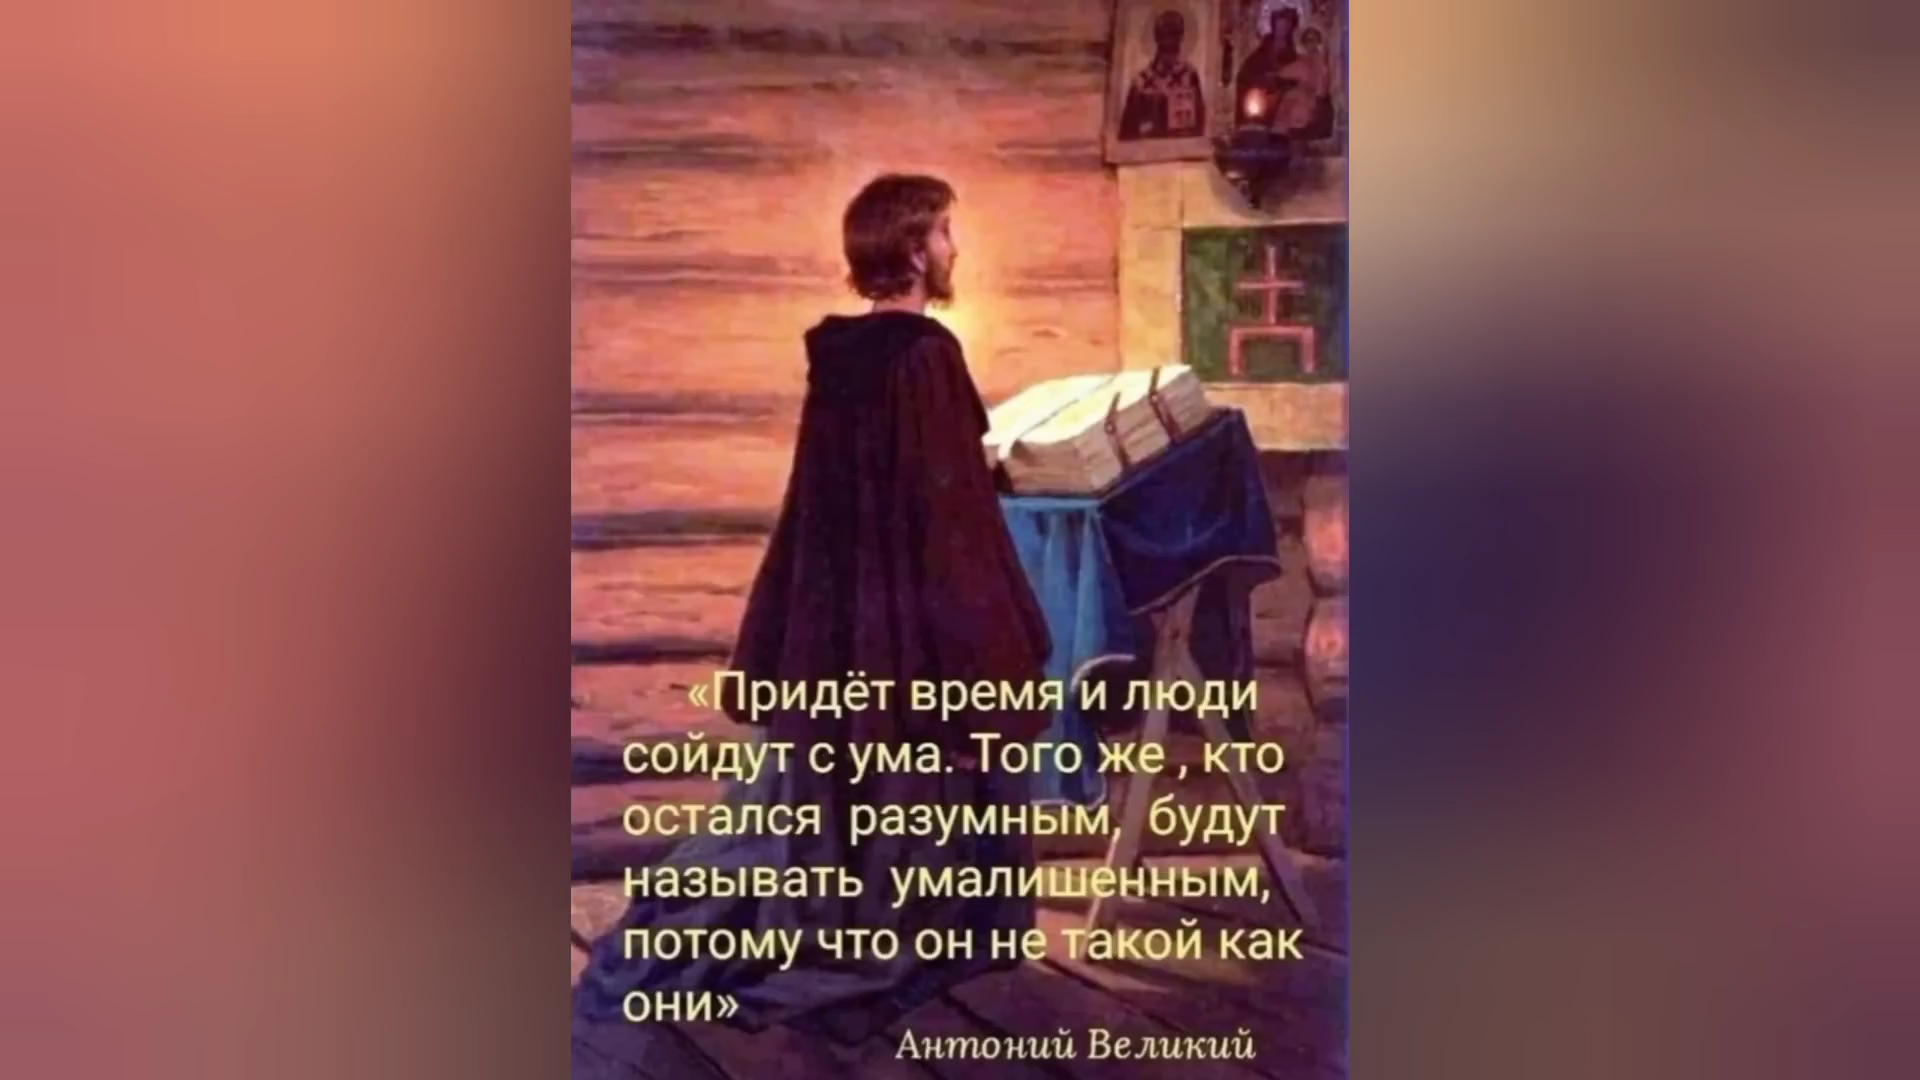 «Придёт время и люди
сойдут с ума. Того же , кто
остался разумным, будут
называть умалишенным,
потому что он не такой как
они»
Антоний Великий